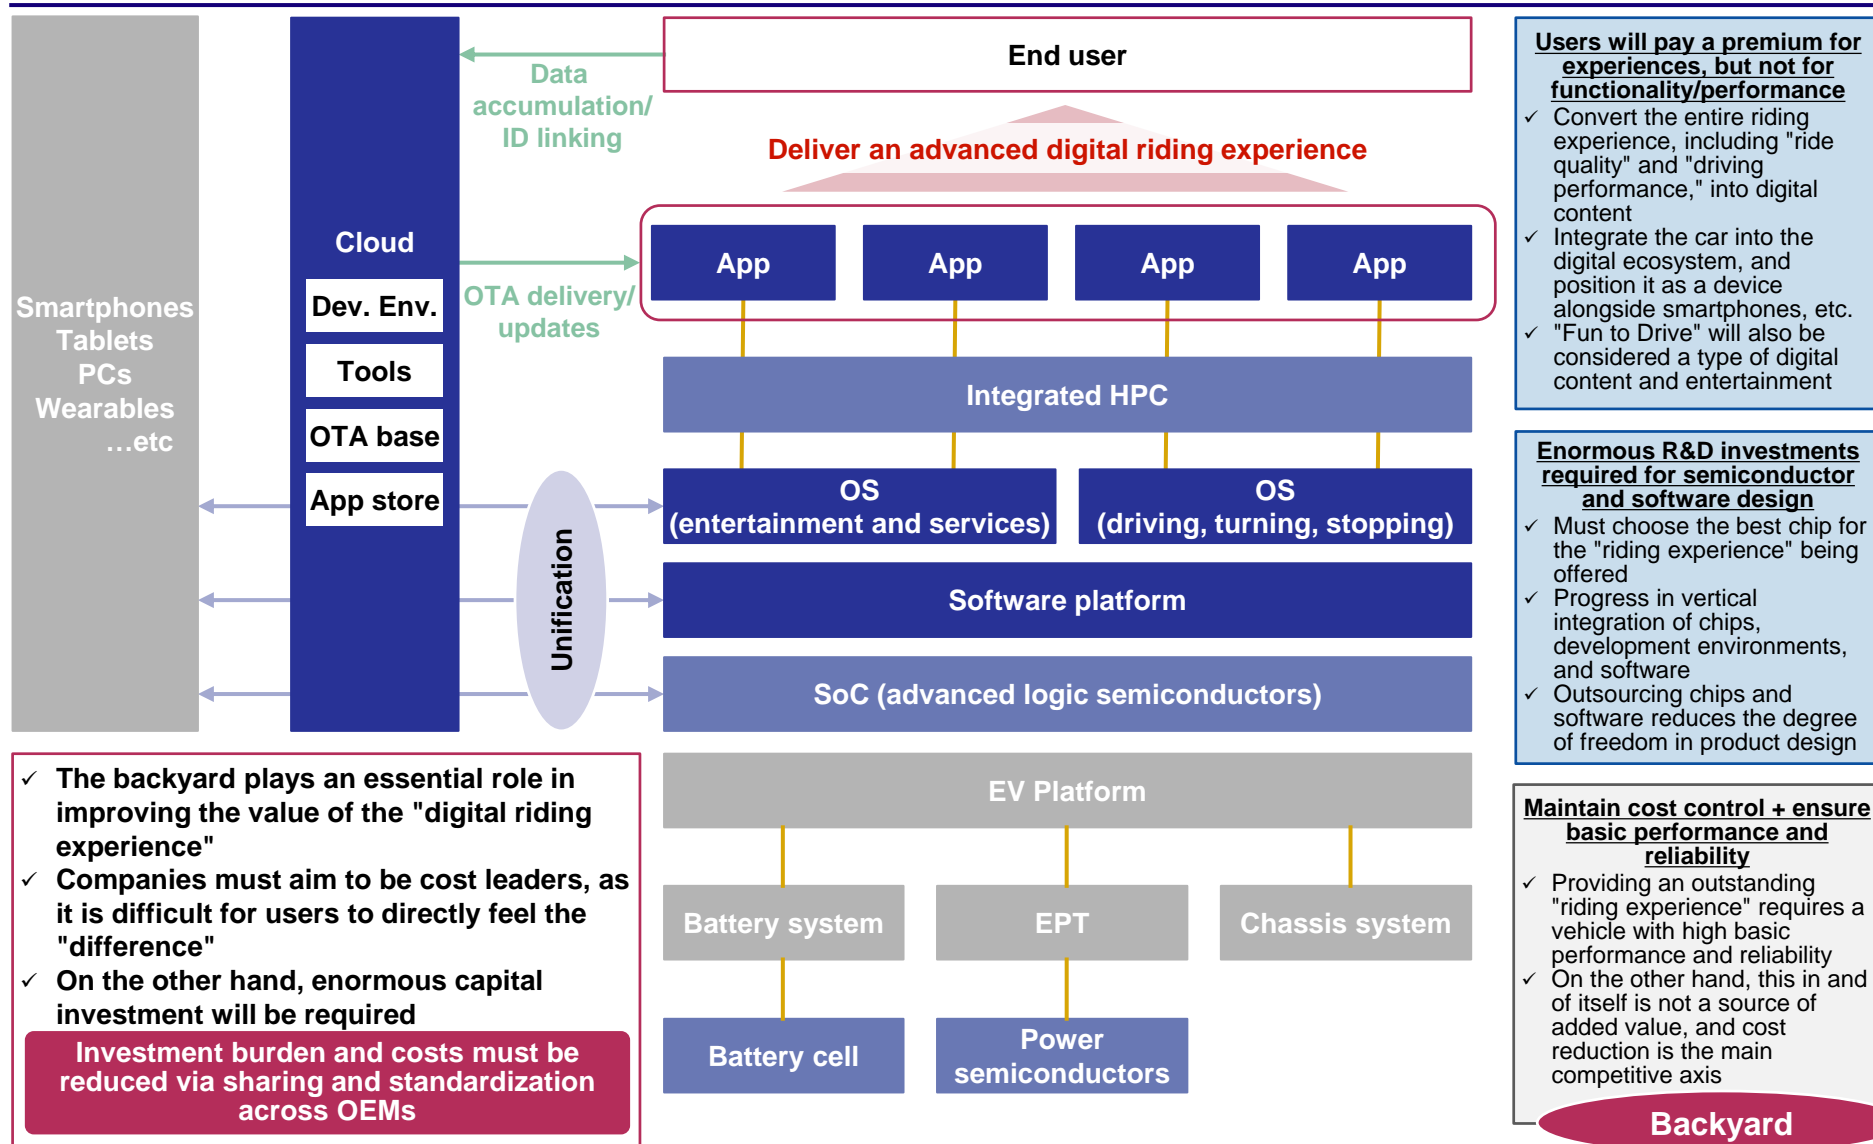 Smartphones
Tablets
PCs
Wearables
…etc
Cloud
Dev. Env.
Tools
OTA base
App store
Data
accumulation/
ID linking
OTA delivery/
updates
Unification
End user
Deliver an advanced digital riding experience
App
App
App
App
Integrated HPC
OS
(entertainment and services)
OS
(driving, turning, stopping)
Software platform
SoC (advanced logic semiconductors)
EV Platform
Battery system
EPT
Chassis system
Battery cell
Power
semiconductors
✓ The backyard plays an essential role in
improving the value of the "digital riding
experience"
✓ Companies must aim to be cost leaders, as
it is difficult for users to directly feel the
"difference"
✓ On the other hand, enormous capital
investment will be required
Investment burden and costs must be
reduced via sharing and standardization
across OEMs
Users will pay a premium for
experiences, but not for
functionality/performance
✓ Convert the entire riding
experience, including "ride
quality" and "driving
performance," into digital
content
✓ Integrate the car into the
digital ecosystem, and
position it as a device
alongside smartphones, etc.
✓ "Fun to Drive" will also be
considered a type of digital
content and entertainment
Enormous R&D investments
required for semiconductor
and software design
✓ Must choose the best chip for
the "riding experience" being
offered
✓ Progress in vertical
integration of chips,
development environments,
and software
✓ Outsourcing chips and
software reduces the degree
of freedom in product design
Maintain cost control + ensure
basic performance and
reliability
✓ Providing an outstanding
"riding experience" requires a
vehicle with high basic
performance and reliability
✓ On the other hand, this in and
of itself is not a source of
added value, and cost
reduction is the main
competitive axis
Backyard